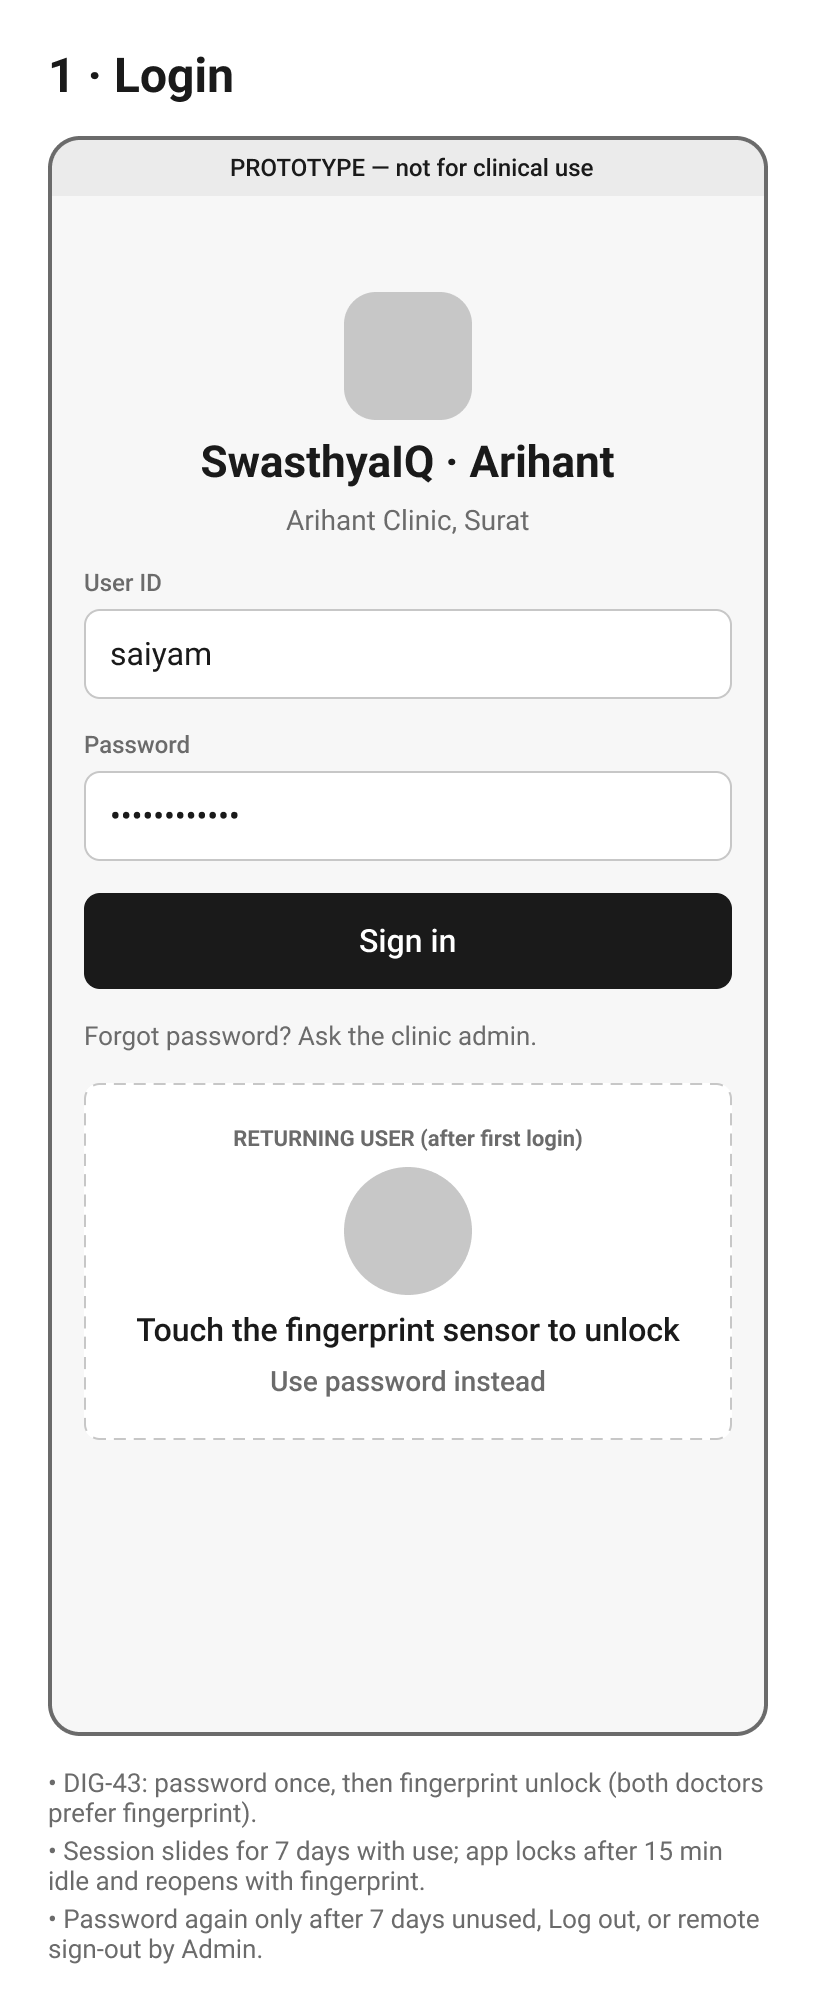 1 · Login
PROTOTYPE — not for clinical use
SwasthyaIQ · Arihant
Arihant Clinic, Surat
User ID
saiyam
Password
••••••••••••
Sign in
Forgot password? Ask the clinic admin.
RETURNING USER (after first login)
Touch the fingerprint sensor to unlock
Use password instead
• DIG-43: password once, then fingerprint unlock (both doctors
prefer fingerprint).
• Session slides for 7 days with use; app locks after 15 min
idle and reopens with fingerprint.
• Password again only after 7 days unused, Log out, or remote
sign-out by Admin.